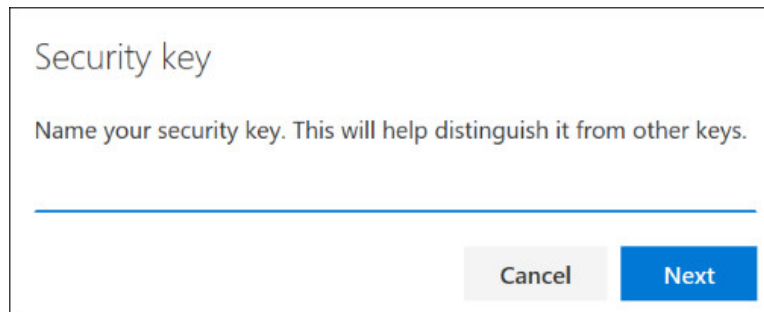 Security key
Name your security key. This will help distinguish it from other keys.
Cancel Next